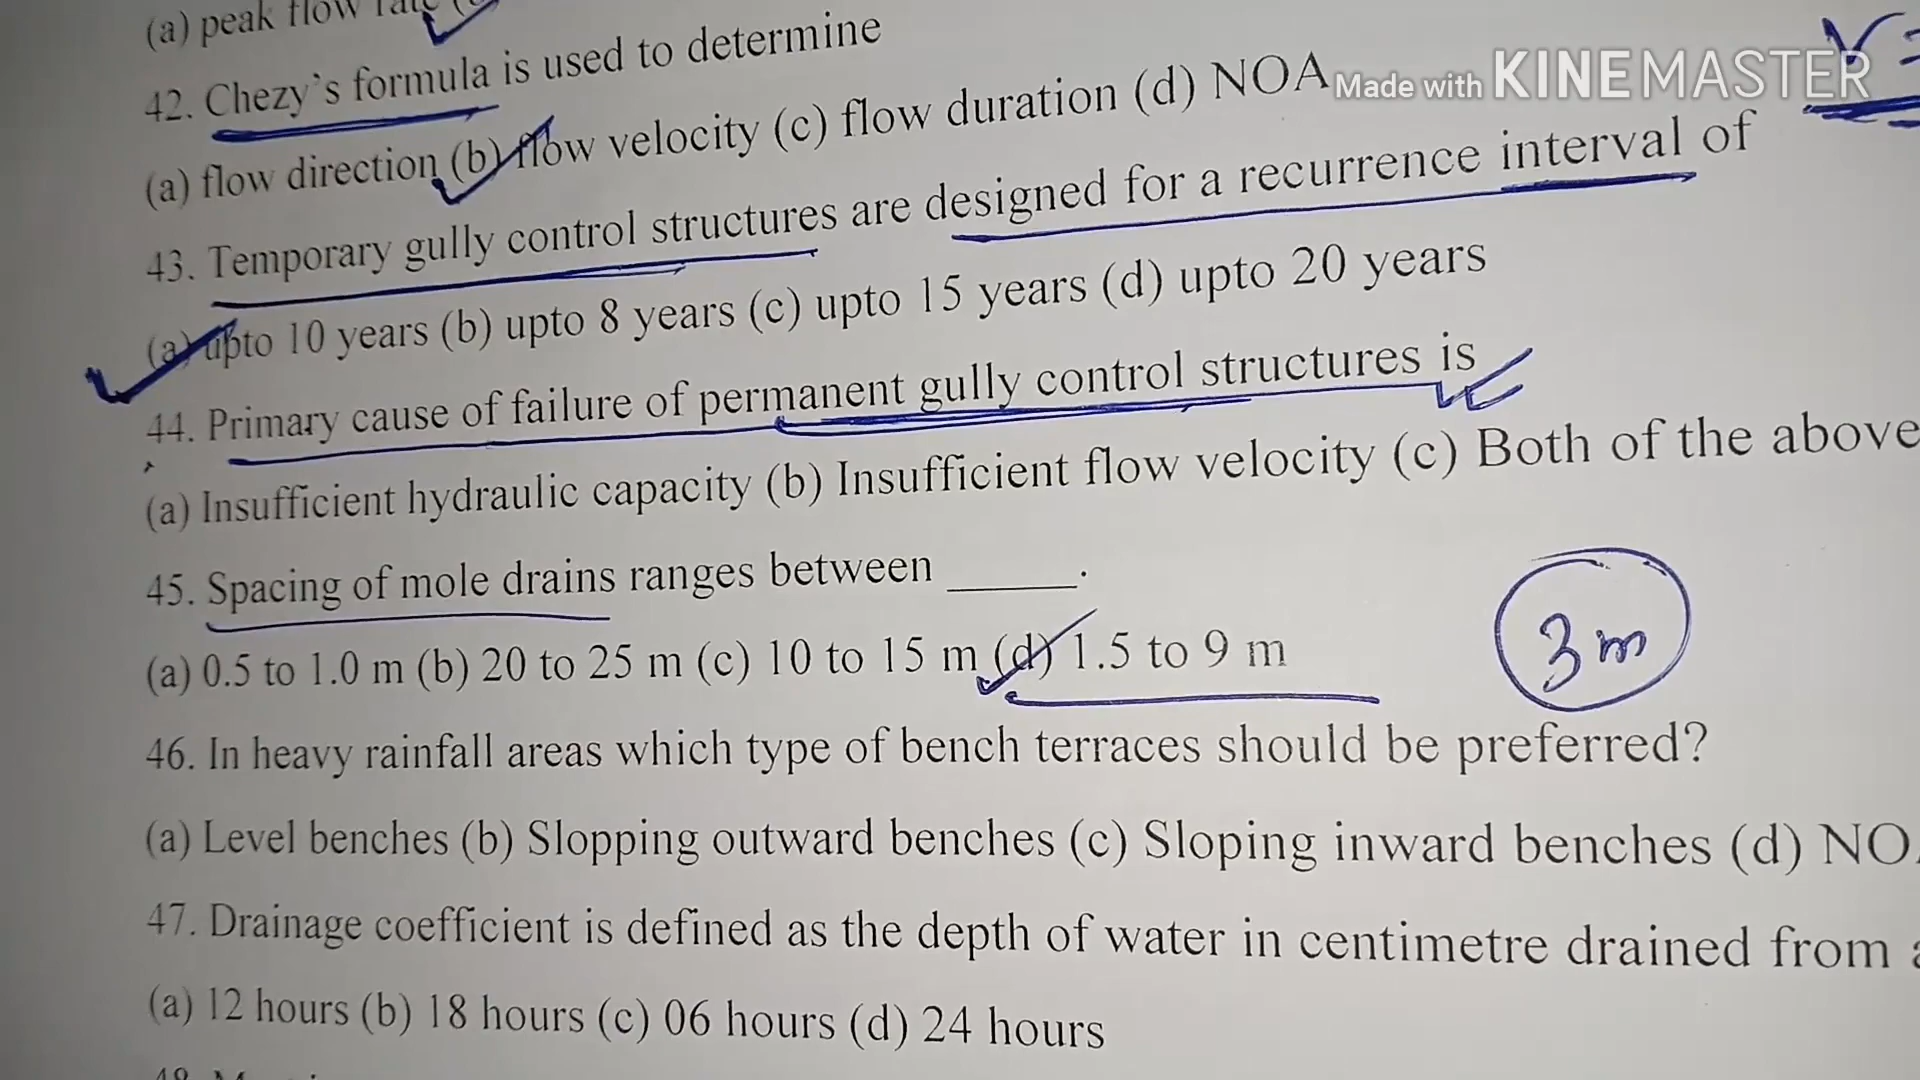 (a) peak flow rate
42. Chezy's formula is used to determine
(a) flow direction (b) flow velocity (c) flow duration (d) NOA
Made with KINEMASTER
43. Temporary gully control structures are designed for a recurrence interval of
(a) upto 10 years (b) upto 8 years (c) upto 15 years (d) upto 20 years
44. Primary cause of failure of permanent gully control structures is
(a) Insufficient hydraulic capacity (b) Insufficient flow velocity (c) Both of the above
45. Spacing of mole drains ranges between ______.
(a) 0.5 to 1.0 m (b) 20 to 25 m (c) 10 to 15 m (d) 1.5 to 9 m
3 m
46. In heavy rainfall areas which type of bench terraces should be preferred?
(a) Level benches (b) Slopping outward benches (c) Sloping inward benches (d) NO
47. Drainage coefficient is defined as the depth of water in centimetre drained from a
(a) 12 hours (b) 18 hours (c) 06 hours (d) 24 hours